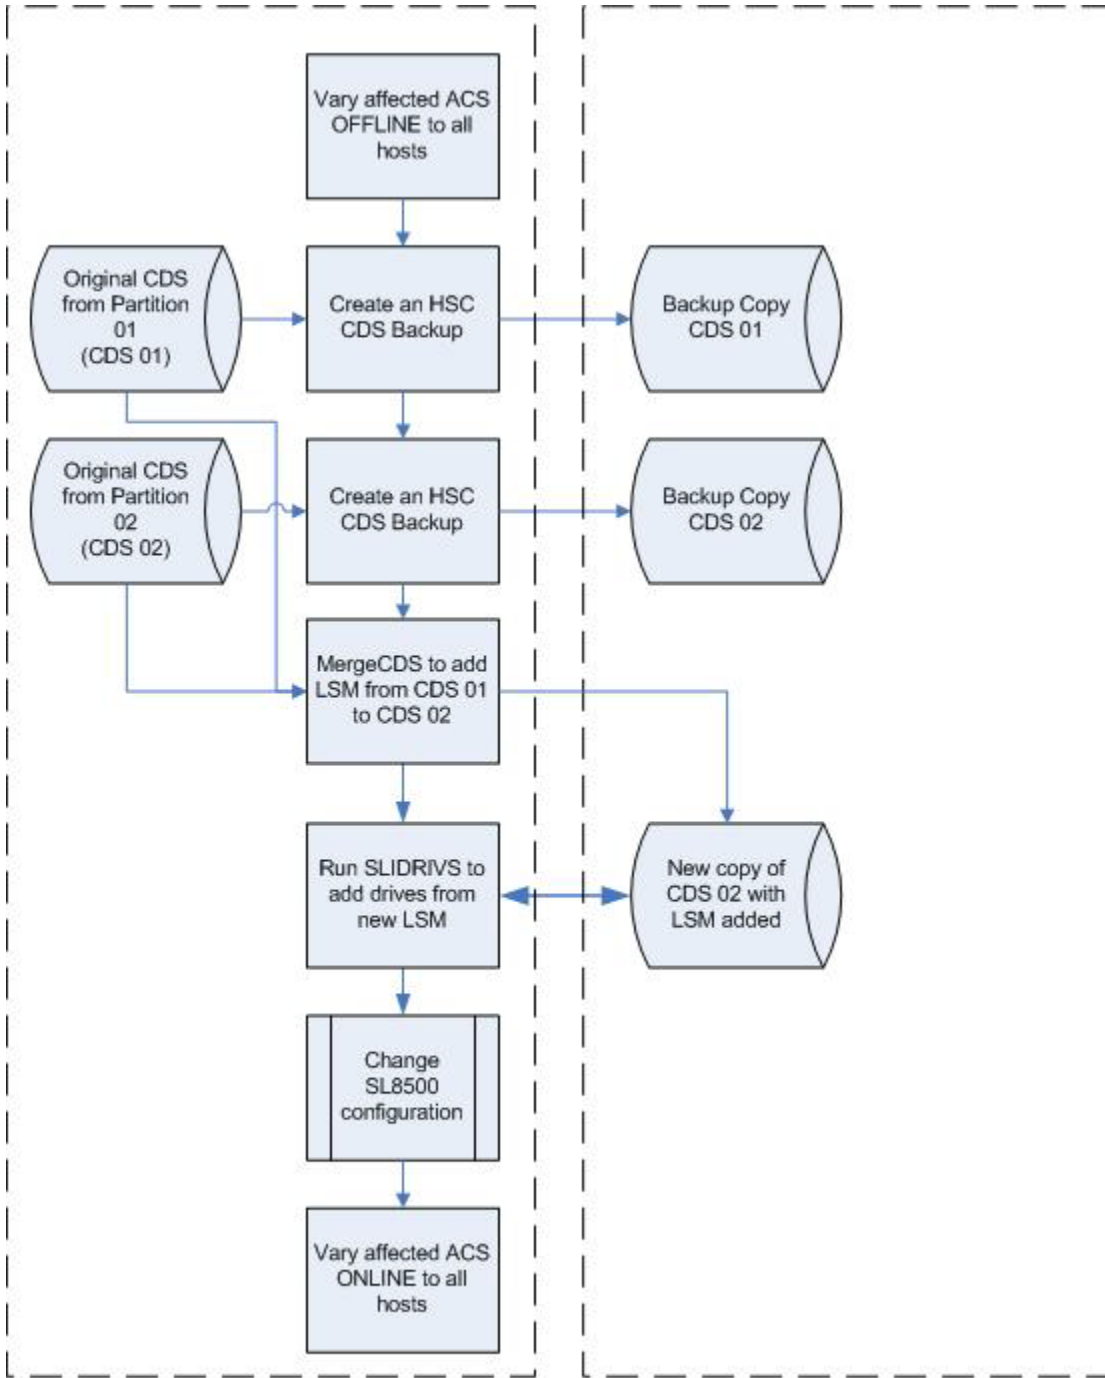 Vary affected ACS
OFFLINE to all
hosts
Original CDS
from Partition
01
(CDS 01)
Create an HSC
CDS Backup
Backup Copy
CDS 01
Original CDS
from Partition
02
(CDS 02)
Create an HSC
CDS Backup
Backup Copy
CDS 02
MergeCDS to add
LSM from CDS 01
to CDS 02
Run SLIDRIVS to
add drives from
new LSM
New copy of
CDS 02 with
LSM added
Change
SL8500
configuration
Vary affected ACS
ONLINE to all
hosts